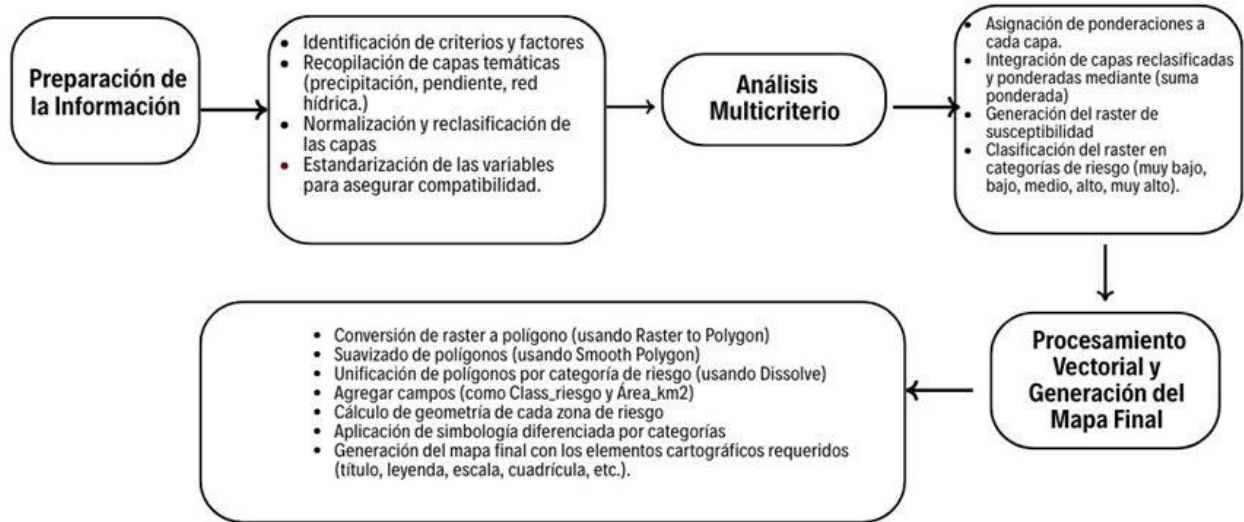 Preparación de
la Información
• Identificación de criterios y factores
• Recopilación de capas temáticas
(precipitación, pendiente, red
hídrica.)
• Normalización y reclasificación de
las capas
• Estandarización de las variables
para asegurar compatibilidad.
Análisis
Multicriterio
• Asignación de ponderaciones a
cada capa.
• Integración de capas reclasificadas
y ponderadas mediante (suma
ponderada)
• Generación del raster de
susceptibilidad
• Clasificación del raster en
categorías de riesgo (muy bajo,
bajo, medio, alto, muy alto).
Procesamiento
Vectorial y
Generación del
Mapa Final
• Conversión de raster a polígono (usando Raster to Polygon)
• Suavizado de polígonos (usando Smooth Polygon)
• Unificación de polígonos por categoría de riesgo (usando Dissolve)
• Agregar campos (como Class_riesgo y Área_km2)
• Cálculo de geometría de cada zona de riesgo
• Aplicación de simbología diferenciada por categorías
• Generación del mapa final con los elementos cartográficos requeridos
(título, leyenda, escala, cuadrícula, etc.).